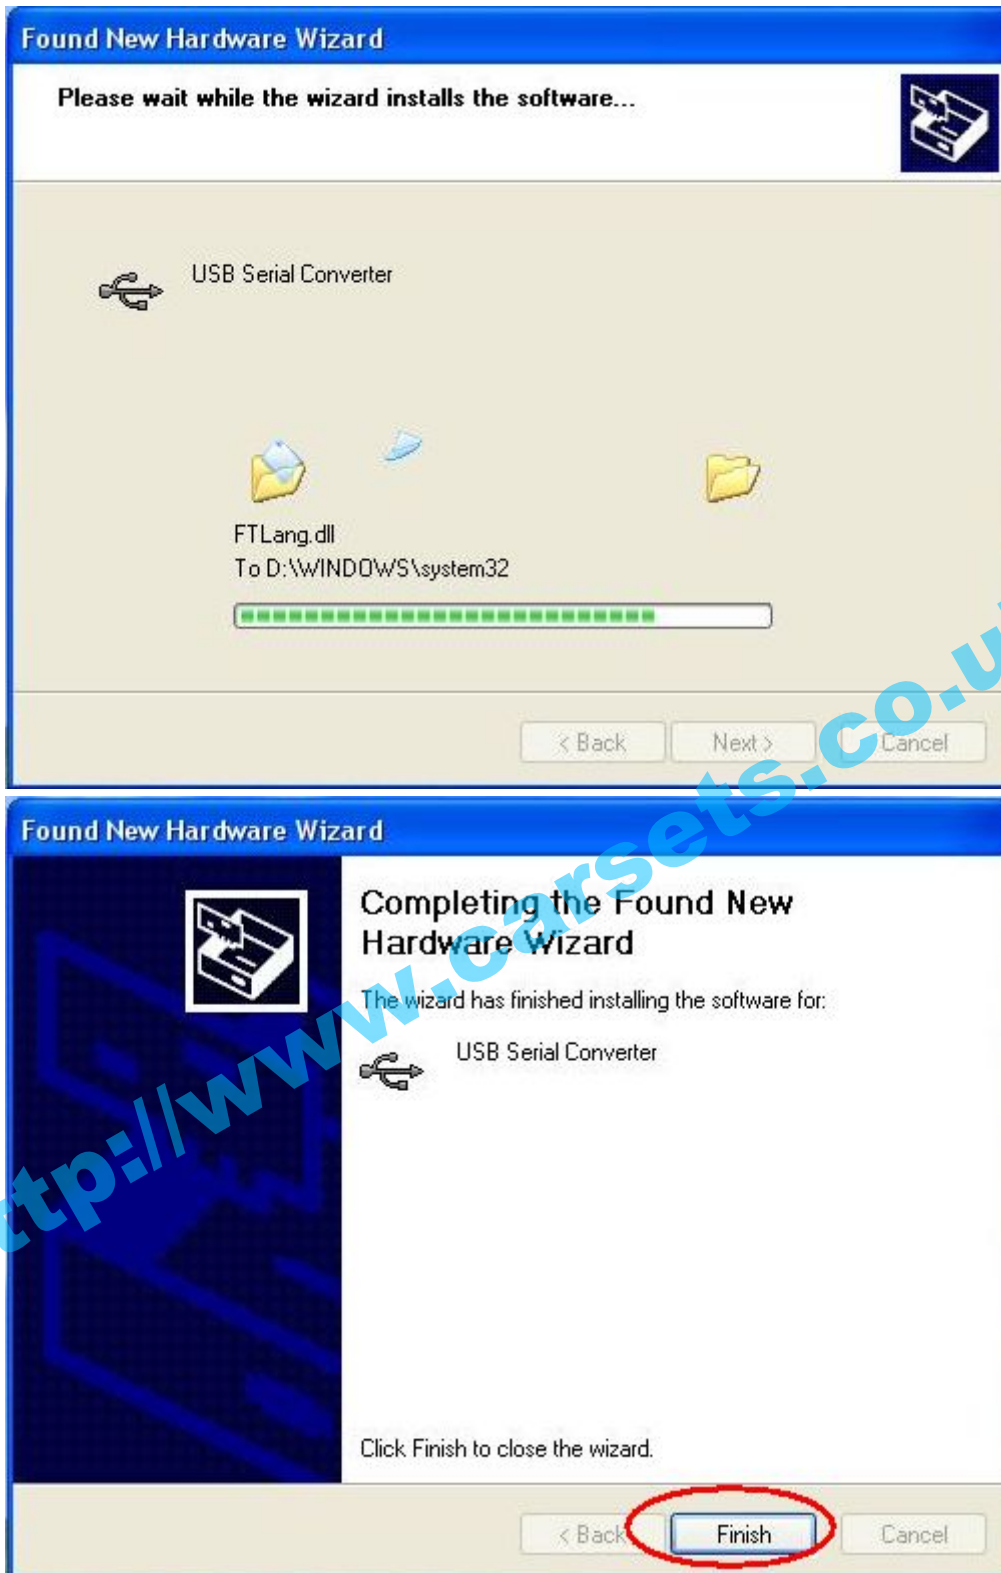 Found New Hardware Wizard
Please wait while the wizard installs the software...
USB Serial Converter
FTLang.dll
To D:\WINDOWS\system32
< Back
Next >
Cancel
Found New Hardware Wizard
Completing the Found New
Hardware Wizard
The wizard has finished installing the software for:
USB Serial Converter
Click Finish to close the wizard.
< Back
Finish
Cancel
ttp://www.carsets.co.u